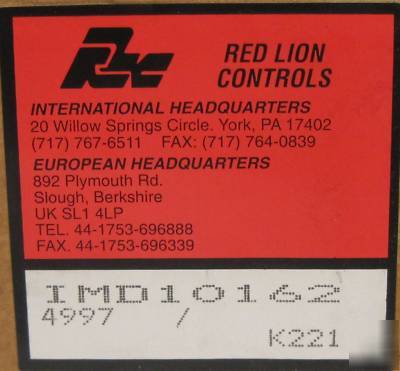 RLC
RED LION
CONTROLS
INTERNATIONAL HEADQUARTERS
20 Willow Springs Circle. York, PA 17402
(717) 767-6511 FAX: (717) 764-0839
EUROPEAN HEADQUARTERS
892 Plymouth Rd.
Slough, Berkshire
UK SL1 4LP
TEL. 44-1753-696888
FAX. 44-1753-696339
IMD10162
4997 /
K221